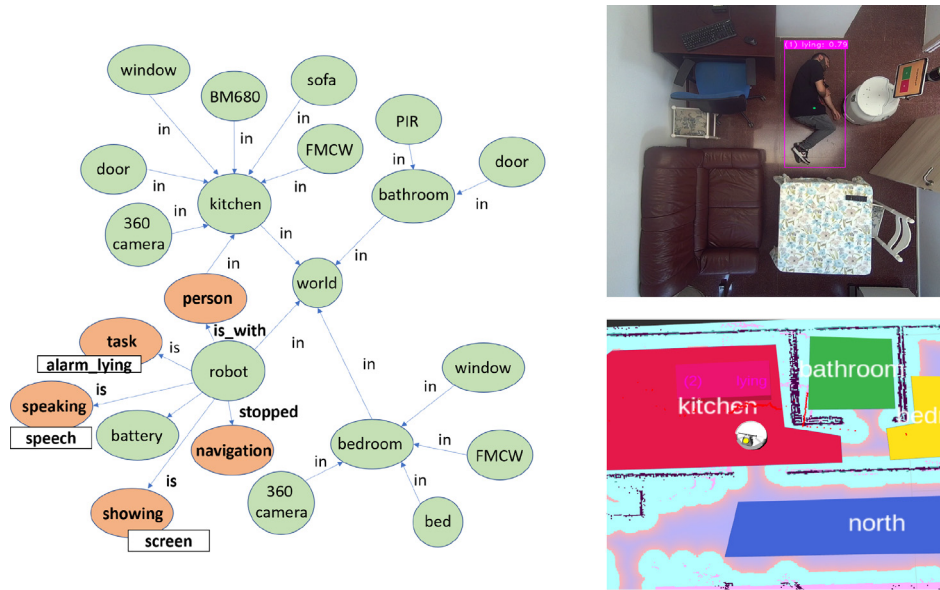 window
BM680
sofa
PIR
in
in
in
FMCW
in
door
door
in
in
in
kitchen
bathroom
in
360
camera
in
in
in
in
world
person
is_with
task
is
in
in
alarm_lying
robot
window
is
speaking
stopped
in
speech
battery
bedroom
in
is
navigation
FMCW
in
360
camera
in
showing
bed
screen
(1) lying: 0.79
(2) lying
kitchen
bathroom
north